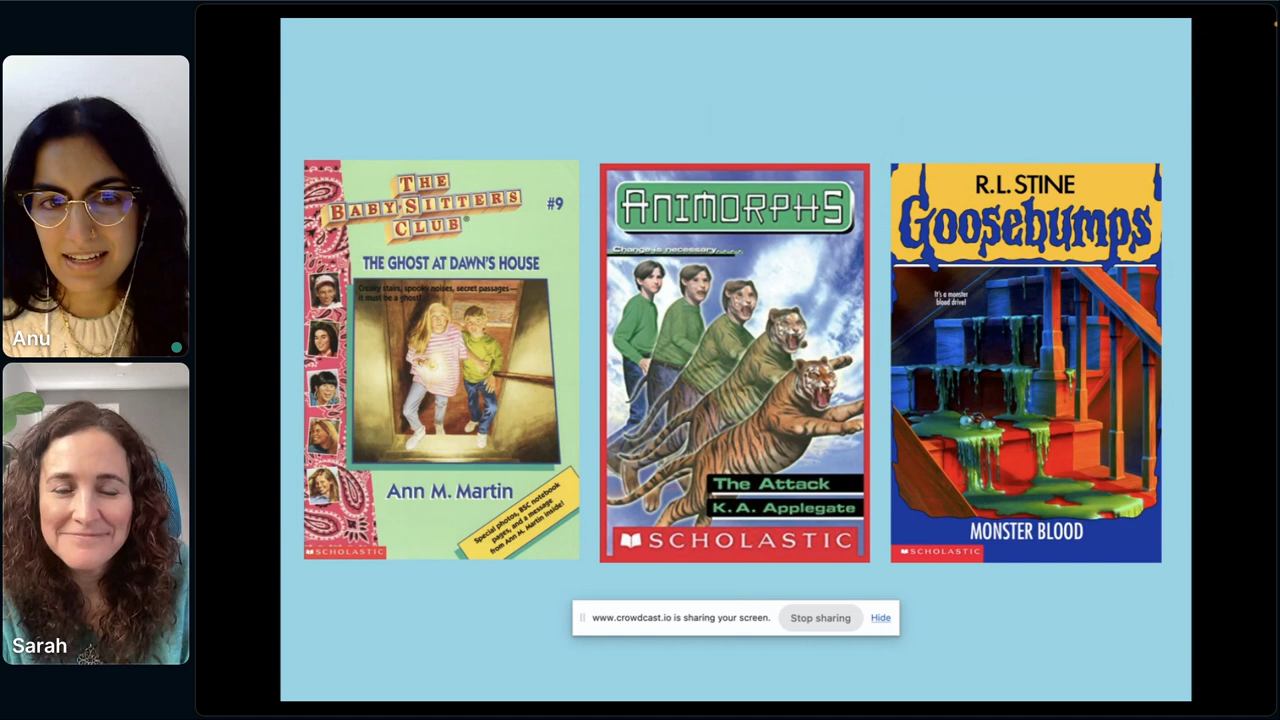 Anu
Sarah
THE
BABY-SITTERS
CLUB®
#9
THE GHOST AT DAWN'S HOUSE
Creaky stairs, spooky noises, secret passages—
it must be a ghost!
Ann M. Martin
Special photos, BSC notebook
pages, and a message
from Ann M. Martin inside!
SCHOLASTIC
ANIMORPHS
Change is necessary......
The Attack
K. A. Applegate
SCHOLASTIC
R.L. STINE
Goosebumps
It's a monster
blood drive!
MONSTER BLOOD
SCHOLASTIC
www.crowdcast.io is sharing your screen.
Stop sharing
Hide